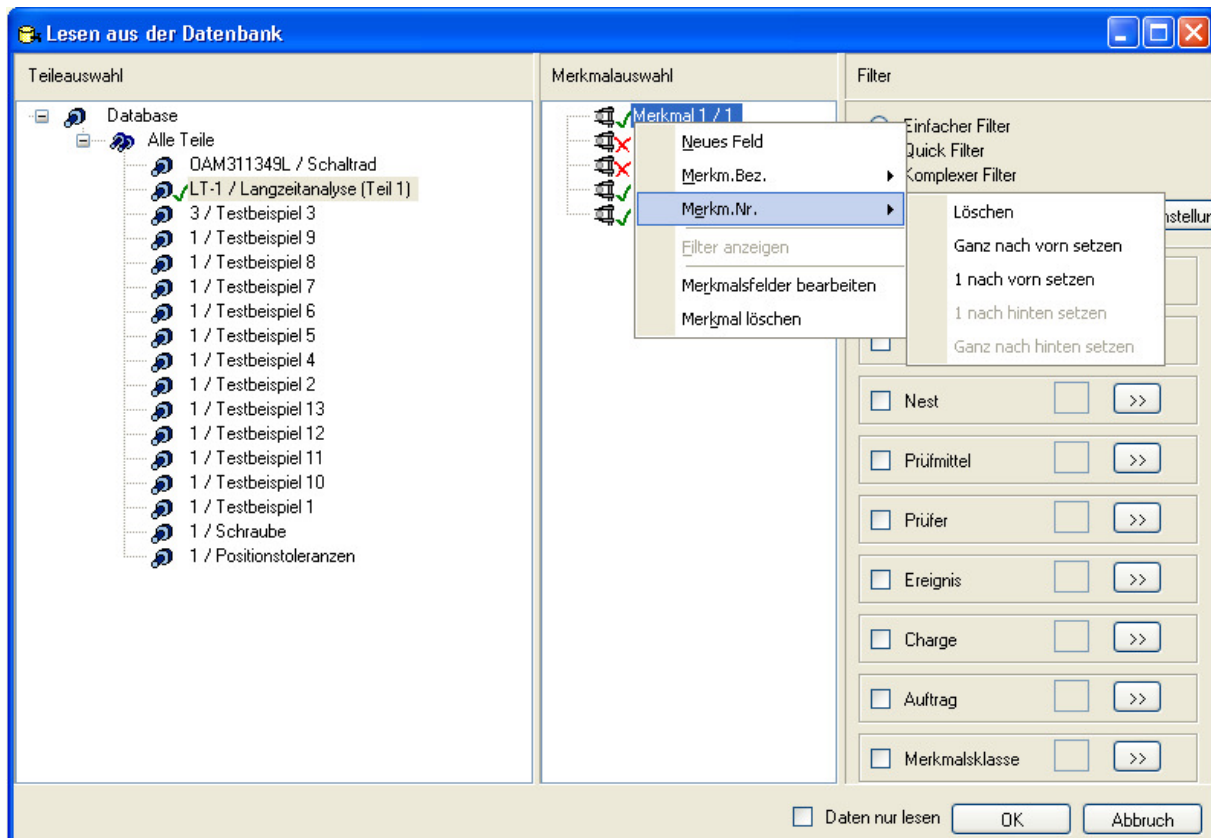 Lesen aus der Datenbank
Teileauswahl
Database
Alle Teile
0AM311349L / Schaltrad
LT-1 / Langzeitanalyse (Teil 1)
3 / Testbeispiel 3
1 / Testbeispiel 9
1 / Testbeispiel 8
1 / Testbeispiel 7
1 / Testbeispiel 6
1 / Testbeispiel 5
1 / Testbeispiel 4
1 / Testbeispiel 2
1 / Testbeispiel 13
1 / Testbeispiel 12
1 / Testbeispiel 11
1 / Testbeispiel 10
1 / Testbeispiel 1
1 / Schraube
1 / Positionstoleranzen
Merkmalauswahl
Merkmal 1 / 1
Neues Feld
Merkm.Bez.
Merkm.Nr.
Filter anzeigen
Merkmalsfelder bearbeiten
Merkmal löschen
Löschen
Ganz nach vorn setzen
1 nach vorn setzen
1 nach hinten setzen
Ganz nach hinten setzen
Filter
Einfacher Filter
Quick Filter
Komplexer Filter
Nest >>
Prüfmittel >>
Prüfer >>
Ereignis >>
Charge >>
Auftrag >>
Merkmalsklasse >>
Daten nur lesen OK Abbruch